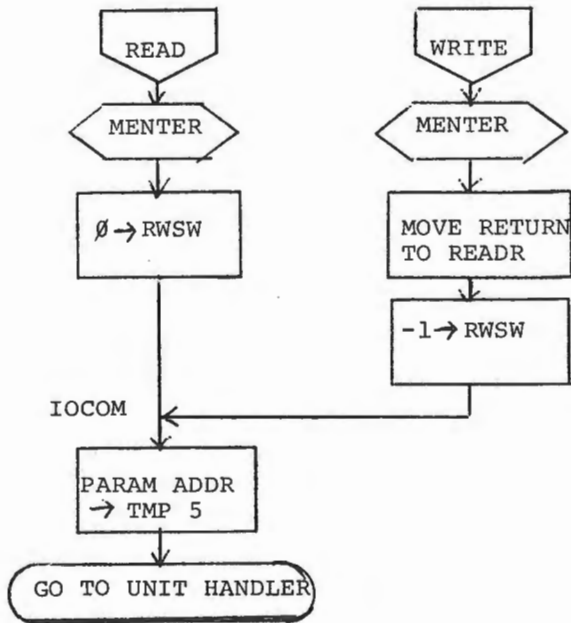 READ
WRITE
MENTER
MENTER
Ø→RWSW
MOVE RETURN
TO READR
-1→RWSW
IOCOM
PARAM ADDR
→ TMP 5
GO TO UNIT HANDLER